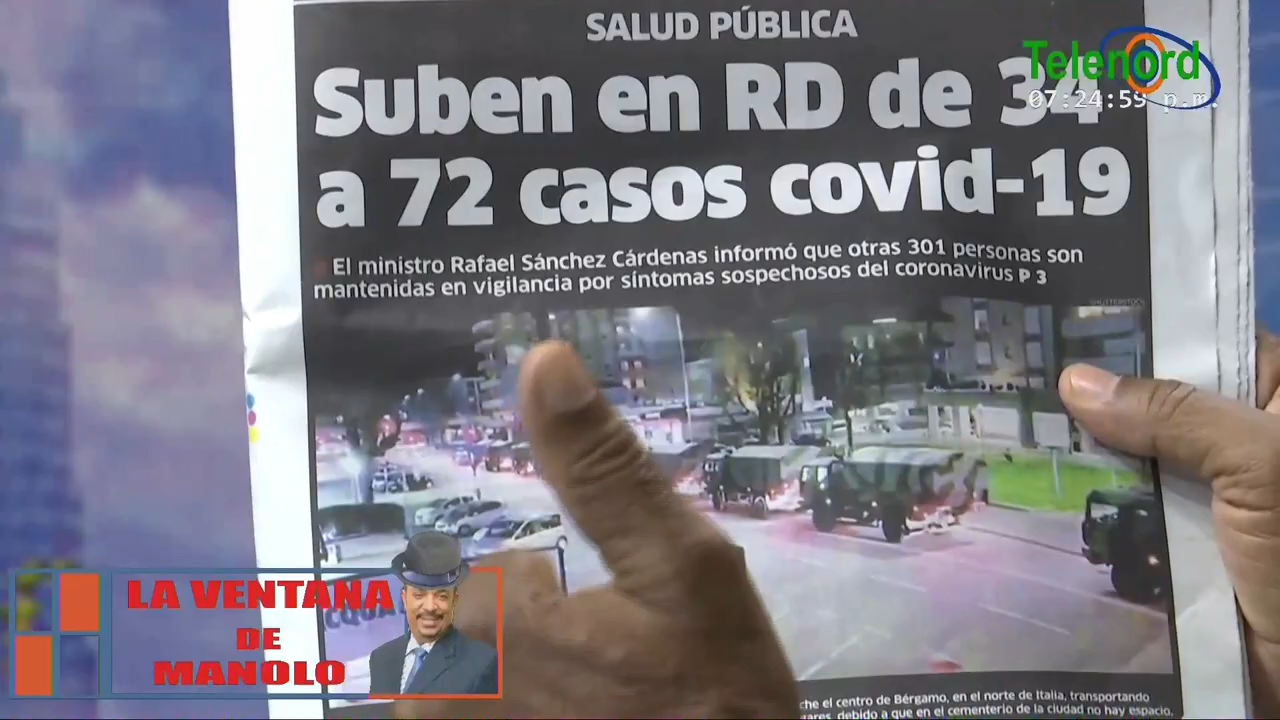 SALUD PÚBLICA
Telenord
Suben en RD de 34
07:24:59 p.m.
a 72 casos covid-19
El ministro Rafael Sánchez Cárdenas informó que otras 301 personas son
mantenidas en vigilancia por síntomas sospechosos del coronavirus P 3
SHUTTERSTOCK
LA VENTANA
DE
MANOLO
che el centro de Bérgamo, en el norte de Italia, transportando
debido a que en el cementerio de la ciudad no hay espacio.